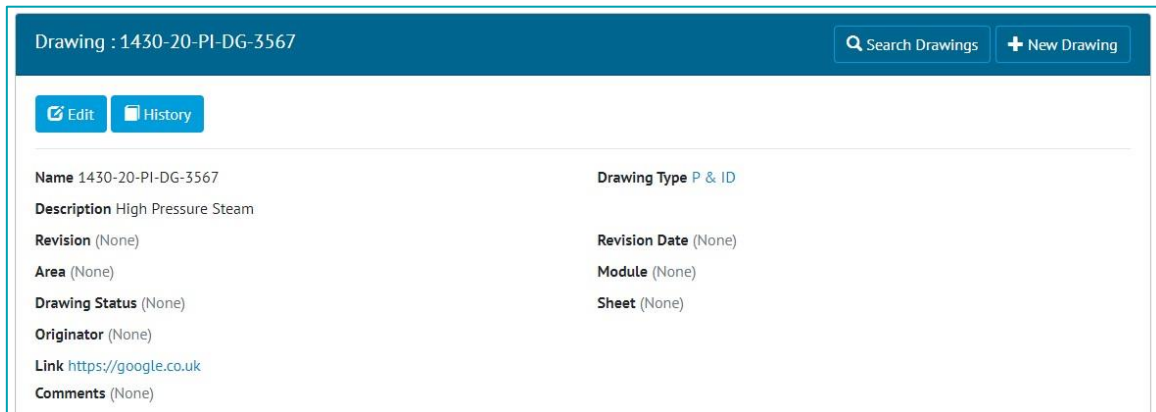 Drawing : 1430-20-PI-DG-3567
Search Drawings
New Drawing
Edit
History
Name 1430-20-PI-DG-3567
Drawing Type P & ID
Description High Pressure Steam
Revision (None)
Revision Date (None)
Area (None)
Module (None)
Drawing Status (None)
Sheet (None)
Originator (None)
Link https://google.co.uk
Comments (None)